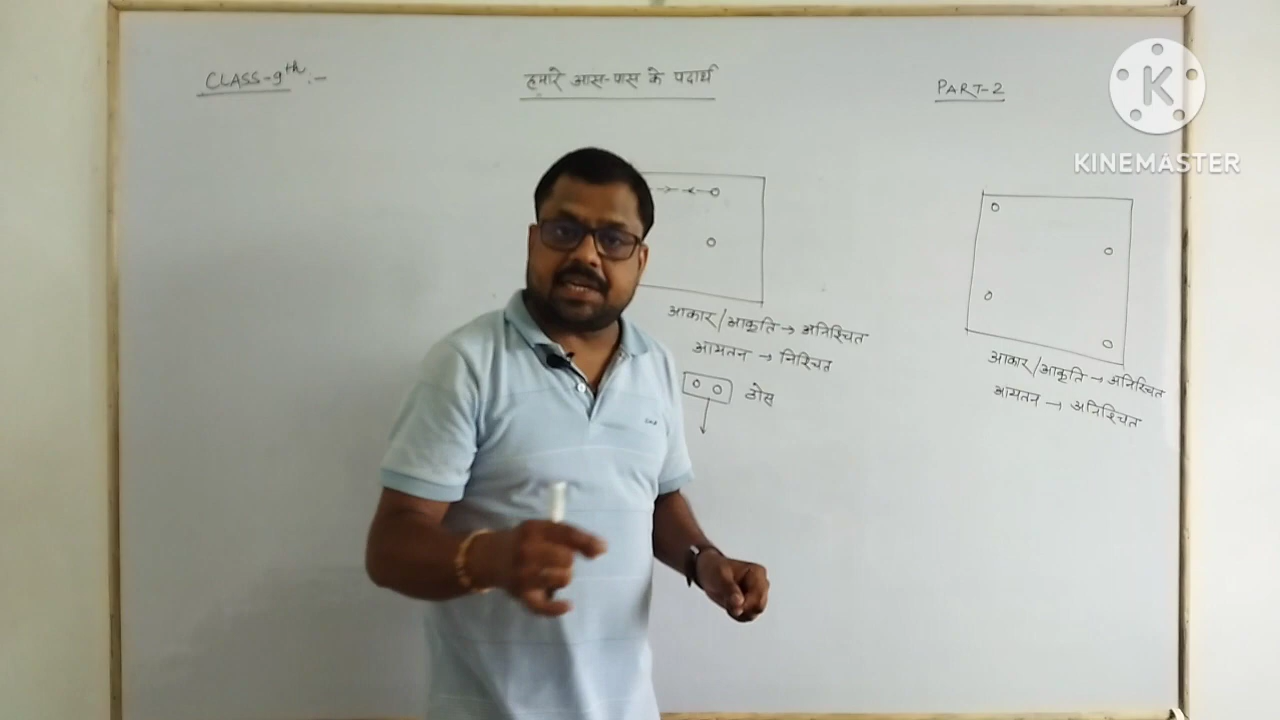 CLASS-9th :-
हमारे आस-पास के पदार्थ
PART-2
K
KINEMASTER
आकार/आकृति → अनिश्चित
आयतन → निश्चित
ठोस
आकार/आकृति → अनिश्चित
आयतन → अनिश्चित